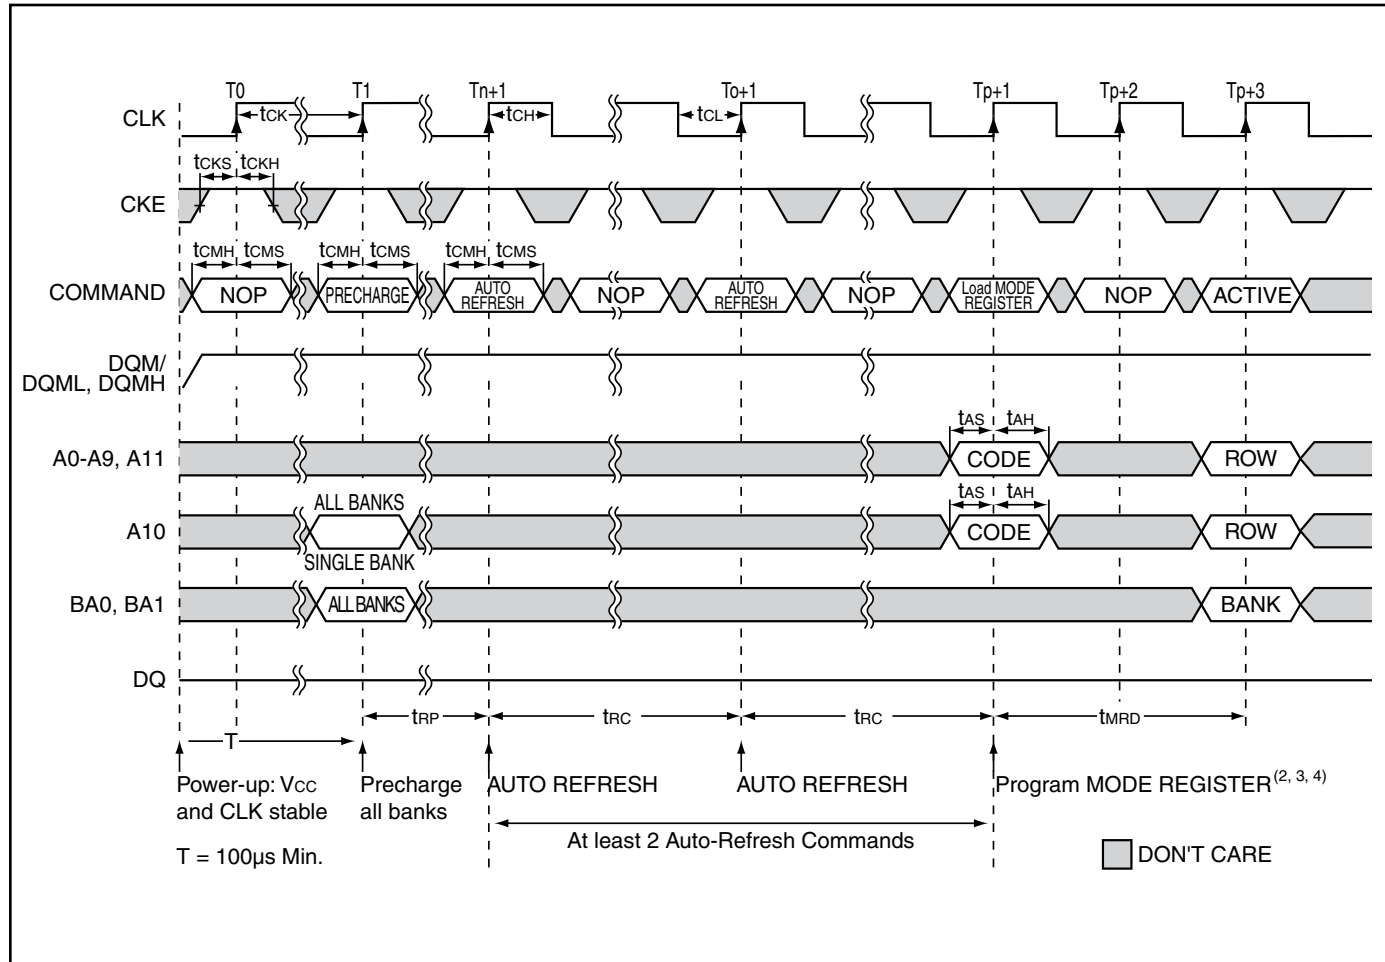 T0 T1 Tn+1 To+1 Tp+1 Tp+2 Tp+3
CLK tCK tCH tCL
tCKS tCKH
CKE
tCMH tCMS tCMH tCMS tCMH tCMS
COMMAND NOP PRECHARGE AUTO REFRESH NOP AUTO REFRESH NOP Load MODE REGISTER NOP ACTIVE
DQM/
DQML, DQMH
tAS tAH
A0-A9, A11 CODE ROW
ALL BANKS tAS tAH
A10 CODE ROW
SINGLE BANK
BA0, BA1 ALL BANKS BANK
DQ
tRP tRC tRC tMRD
T
Power-up: VCC Precharge AUTO REFRESH AUTO REFRESH Program MODE REGISTER(2, 3, 4)
and CLK stable all banks
At least 2 Auto-Refresh Commands
T = 100µs Min. DON'T CARE